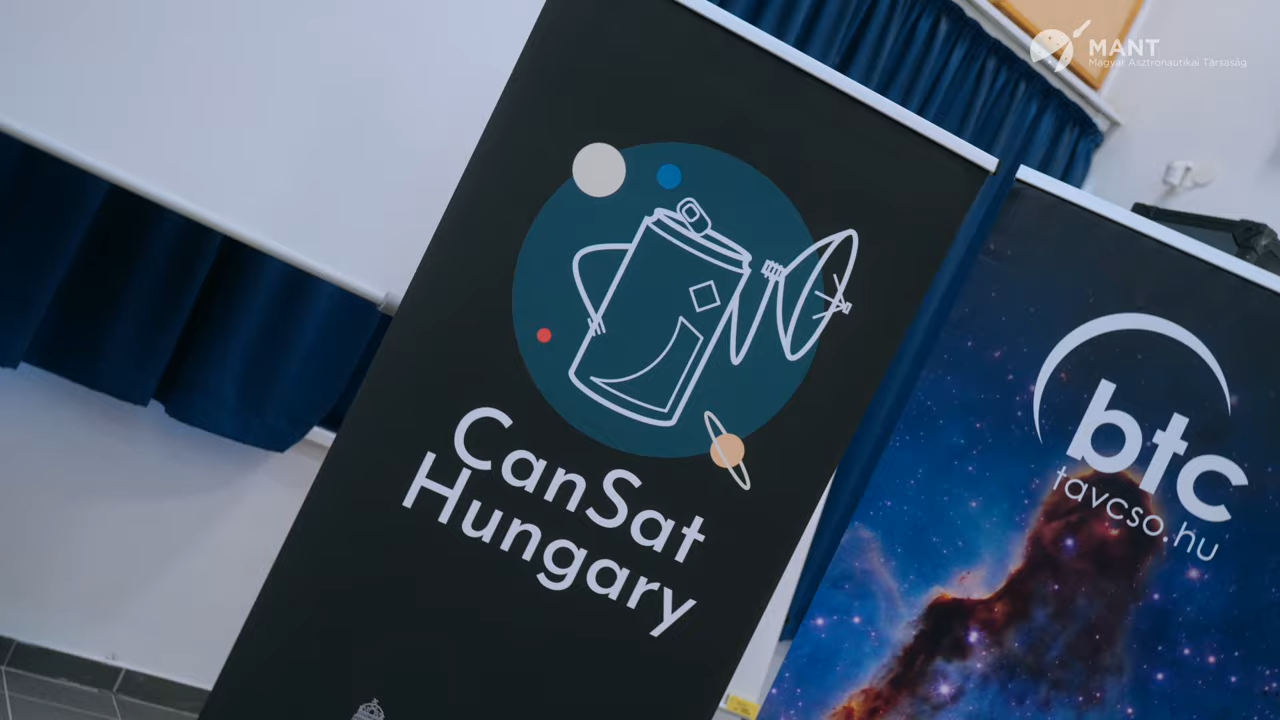 MANT
Magyar Asztronautikai Társaság
CanSat
Hungary
btc
tavcso.hu